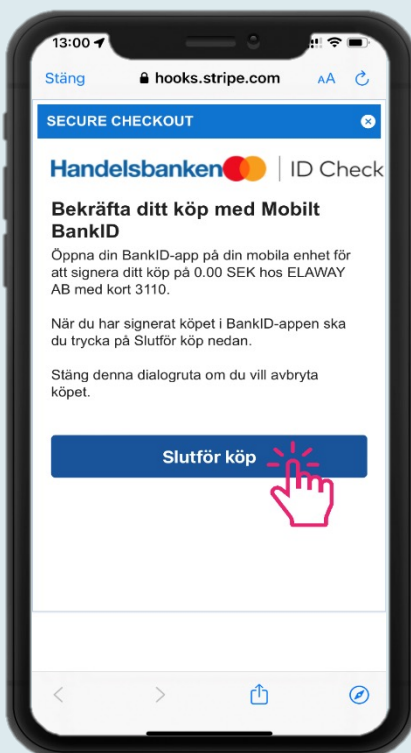 13:00
Stäng hooks.stripe.com AA
SECURE CHECKOUT
Handelsbanken | ID Check
Bekräfta ditt köp med Mobilt
BankID
Öppna din BankID-app på din mobila enhet för
att signera ditt köp på 0.00 SEK hos ELAWAY
AB med kort 3110.
När du har signerat köpet i BankID-appen ska
du trycka på Slutför köp nedan.
Stäng denna dialogruta om du vill avbryta
köpet.
Slutför köp